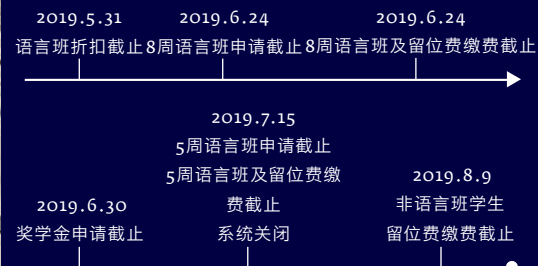 2019.5.31
语言班折扣截止
2019.6.24
8周语言班申请截止
2019.6.24
8周语言班及留位费缴费截止
2019.6.30
奖学金申请截止
2019.7.15
5周语言班申请截止
5周语言班及留位费缴
费截止
系统关闭
2019.8.9
非语言班学生
留位费缴费截止